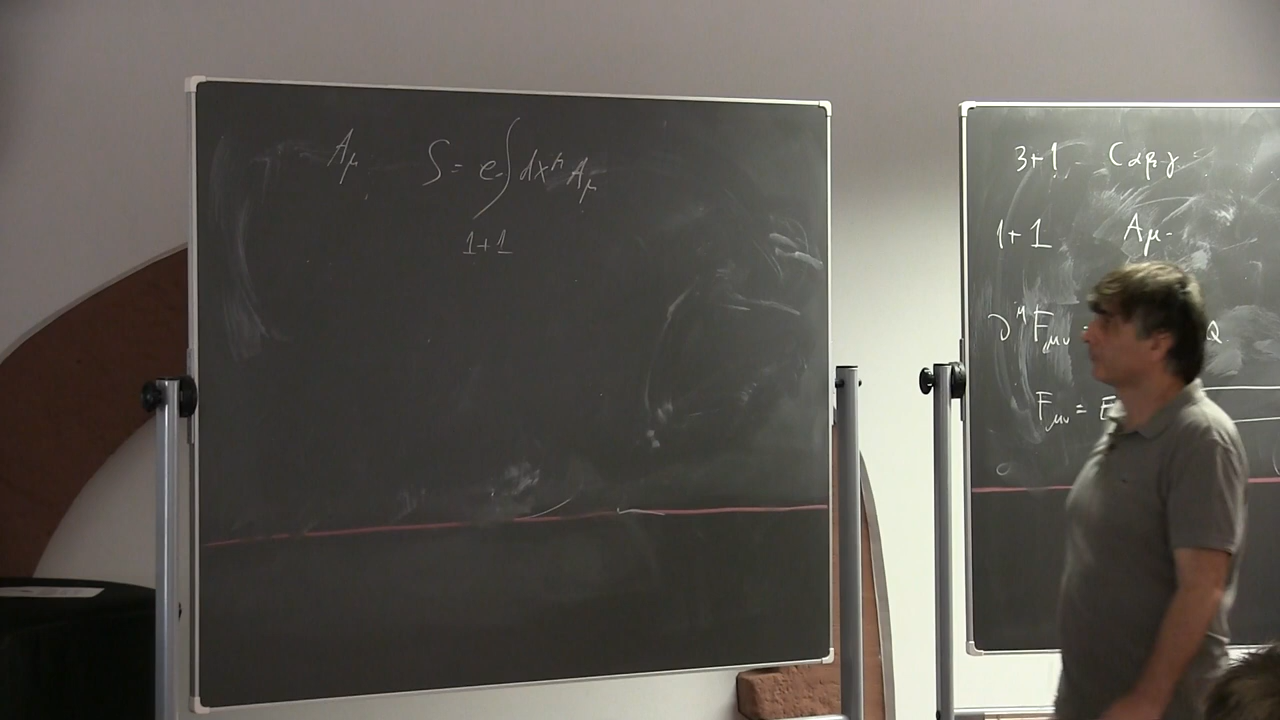 A_μ S = e∫dx^μ A_μ
1+1
3+1 C_αβγ =
1+1 A_μ -
∂^μ F_μν Q
F_μν = E